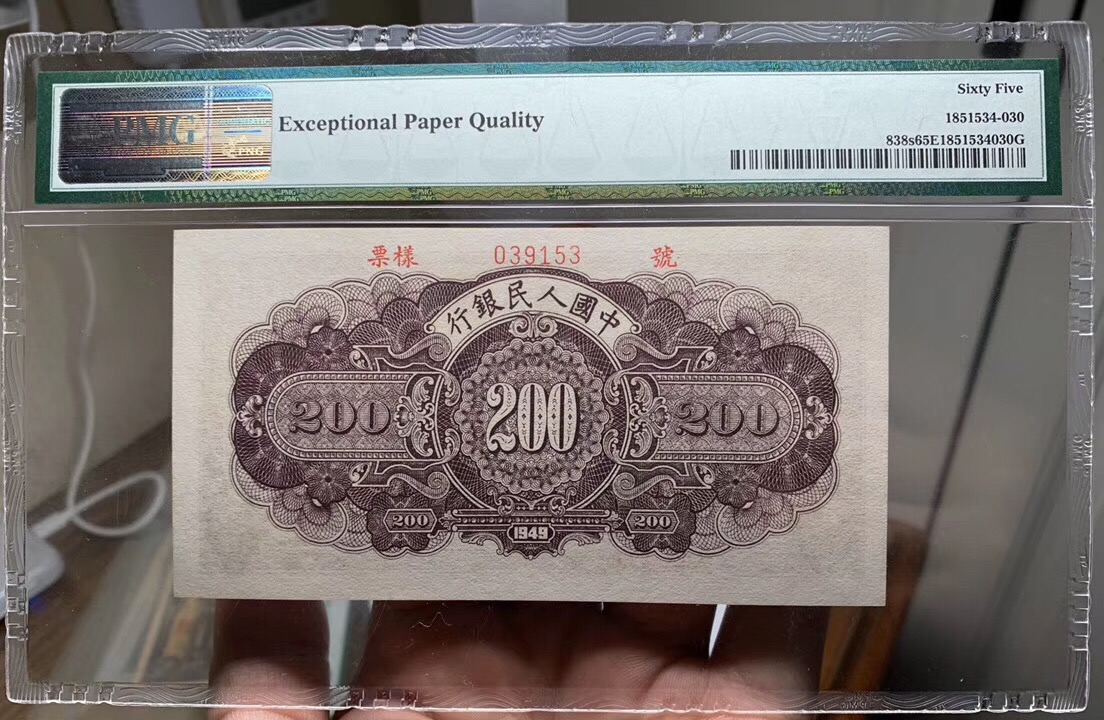 Sixty Five
PMG
Exceptional Paper Quality
1851534-030
838s65E1851534030G
票樣 039153 號
行銀民人國中
200 200 200
200 1949 200